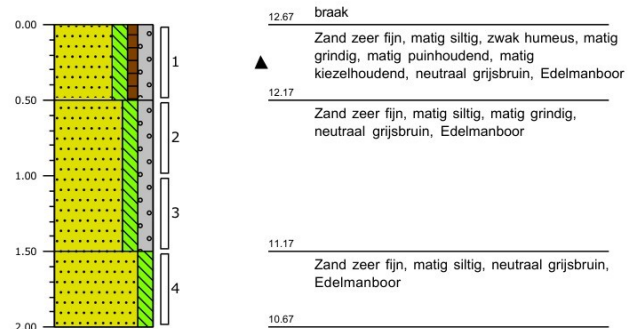 braak
12.67
0.00
Zand zeer fijn, matig siltig, zwak humeus, matig
grindig, matig puinhoudend, matig
kiezelhoudend, neutraal grijsbruin, Edelmanboor
1
12.17
0.50
Zand zeer fijn, matig siltig, matig grindig,
neutraal grijsbruin, Edelmanboor
2
1.00
3
11.17
1.50
Zand zeer fijn, matig siltig, neutraal grijsbruin,
Edelmanboor
4
10.67
2.00